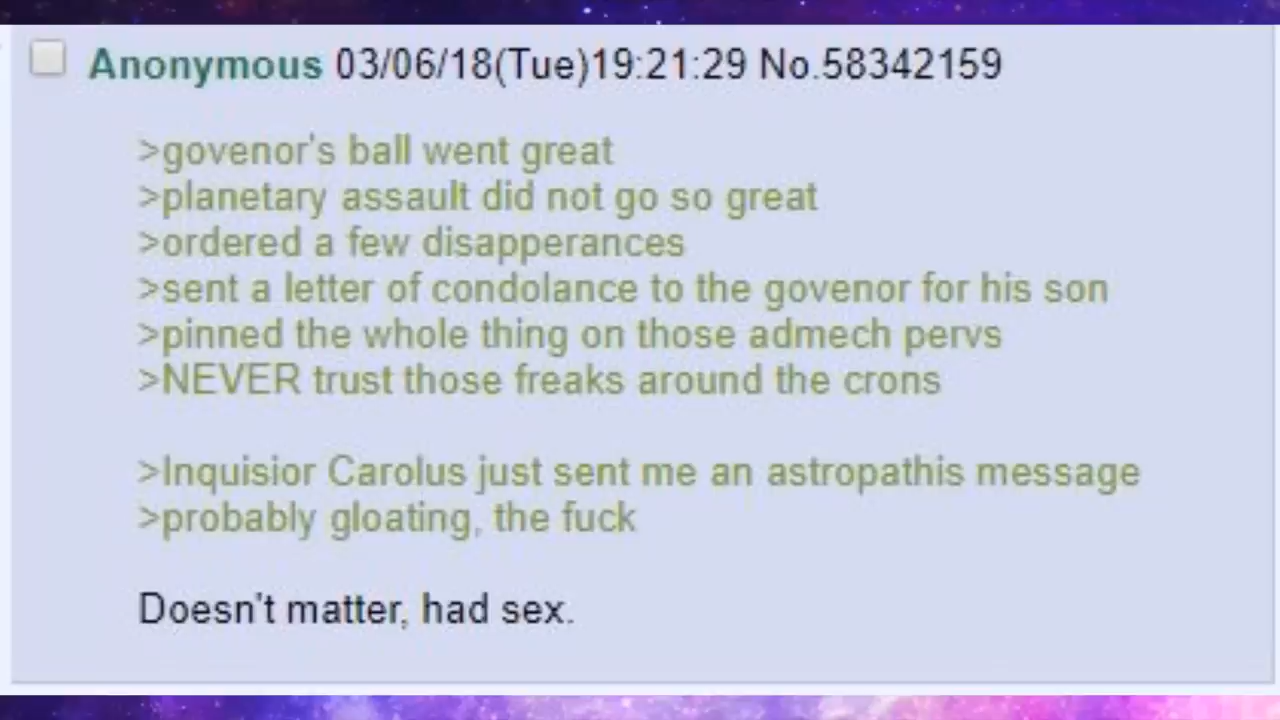 Anonymous 03/06/18(Tue)19:21:29 No.58342159
>govenor's ball went great
>planetary assault did not go so great
>ordered a few disapperances
>sent a letter of condolance to the govenor for his son
>pinned the whole thing on those admech pervs
>NEVER trust those freaks around the crons
>Inquisior Carolus just sent me an astropathis message
>probably gloating, the fuck
Doesn't matter, had sex.